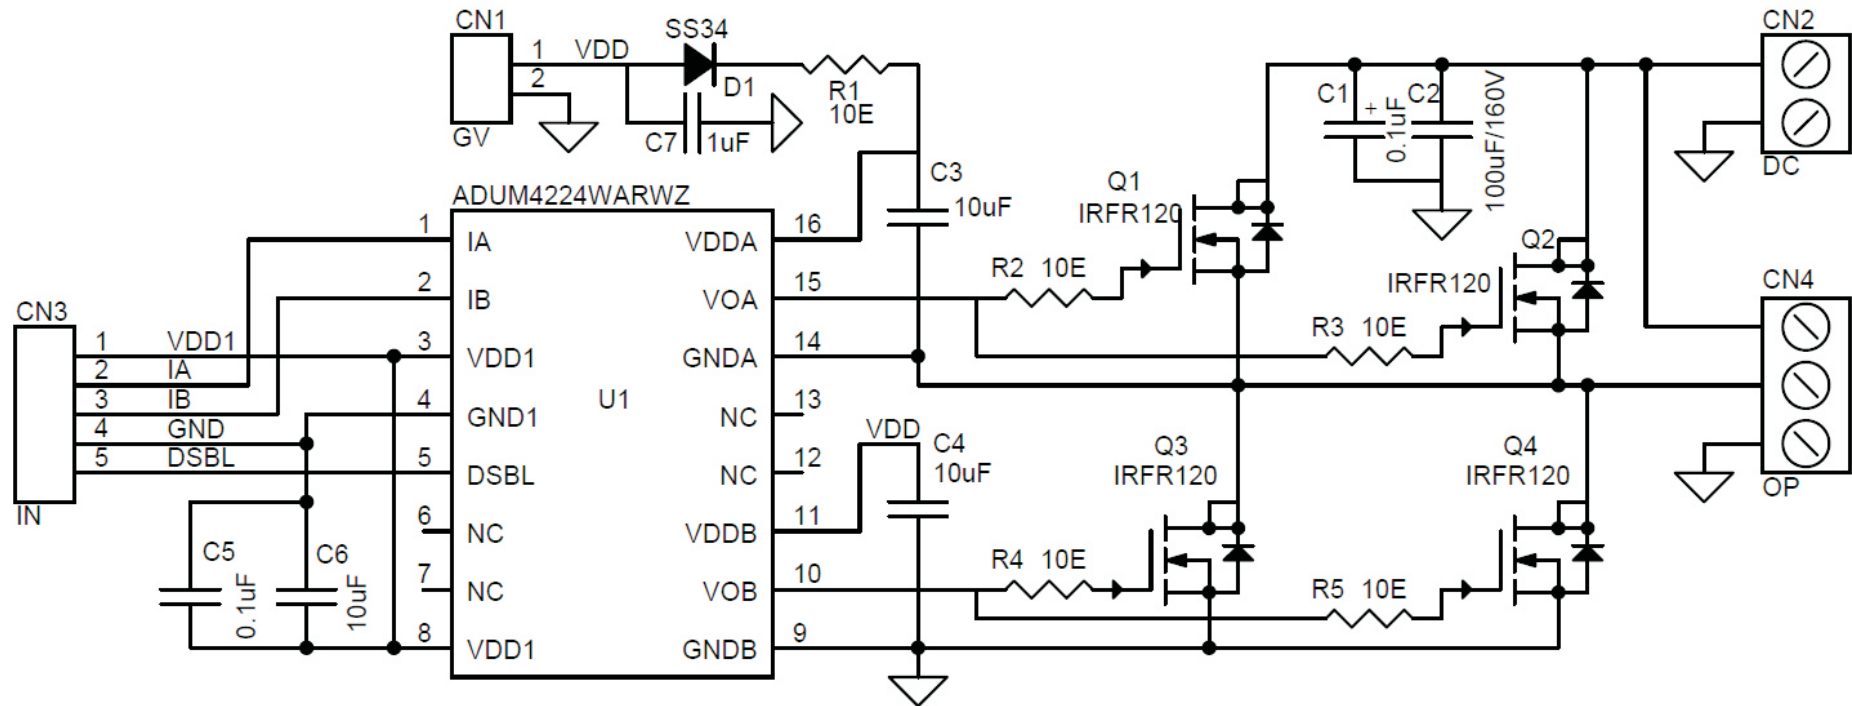 CN1
1 VDD
2
GV
SS34
D1
R1
10E
C7 1uF
CN2
DC
C1
+
0.1uF
C2
100uF/160V
C3
10uF
Q1
IRFR120
Q2
IRFR120
ADUM4224WARWZ
U1
1 IA
2 IB
3 VDD1
4 GND1
5 DSBL
6 NC
7 NC
8 VDD1
VDDA 16
VOA 15
GNDA 14
NC 13
NC 12
VDDB 11
VOB 10
GNDB 9
R2 10E
R3 10E
CN4
OP
CN3
1 VDD1
2 IA
3 IB
4 GND
5 DSBL
IN
VDD
C4
10uF
Q3
IRFR120
Q4
IRFR120
C5
0.1uF
C6
10uF
R4 10E
R5 10E